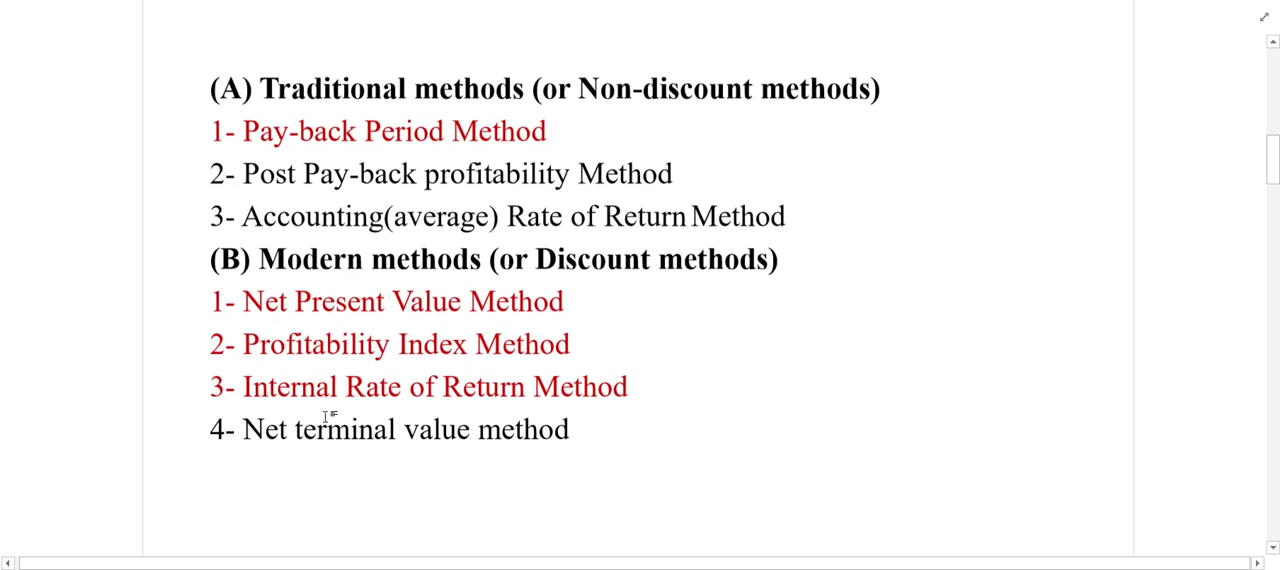 (A) Traditional methods (or Non-discount methods)
1- Pay-back Period Method
2- Post Pay-back profitability Method
3- Accounting(average) Rate of Return Method
(B) Modern methods (or Discount methods)
1- Net Present Value Method
2- Profitability Index Method
3- Internal Rate of Return Method
4- Net terminal value method